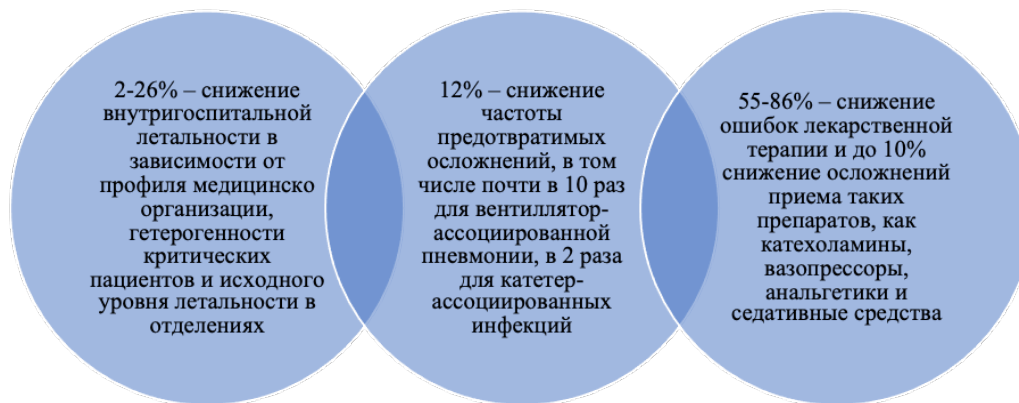 2-26% – снижение
внутригоспитальной
летальности в
зависимости от
профиля медицинско
организации,
гетерогенности
критических
пациентов и исходного
уровня летальности в
отделениях
12% – снижение
частоты
предотвратимых
осложнений, в том
числе почти в 10 раз
для вентиллятор-
ассоциированной
пневмонии, в 2 раза
для катетер-
ассоциированных
инфекций
55-86% – снижение
ошибок лекарственной
терапии и до 10%
снижение осложнений
приема таких
препаратов, как
катехоламины,
вазопрессоры,
анальгетики и
седативные средства